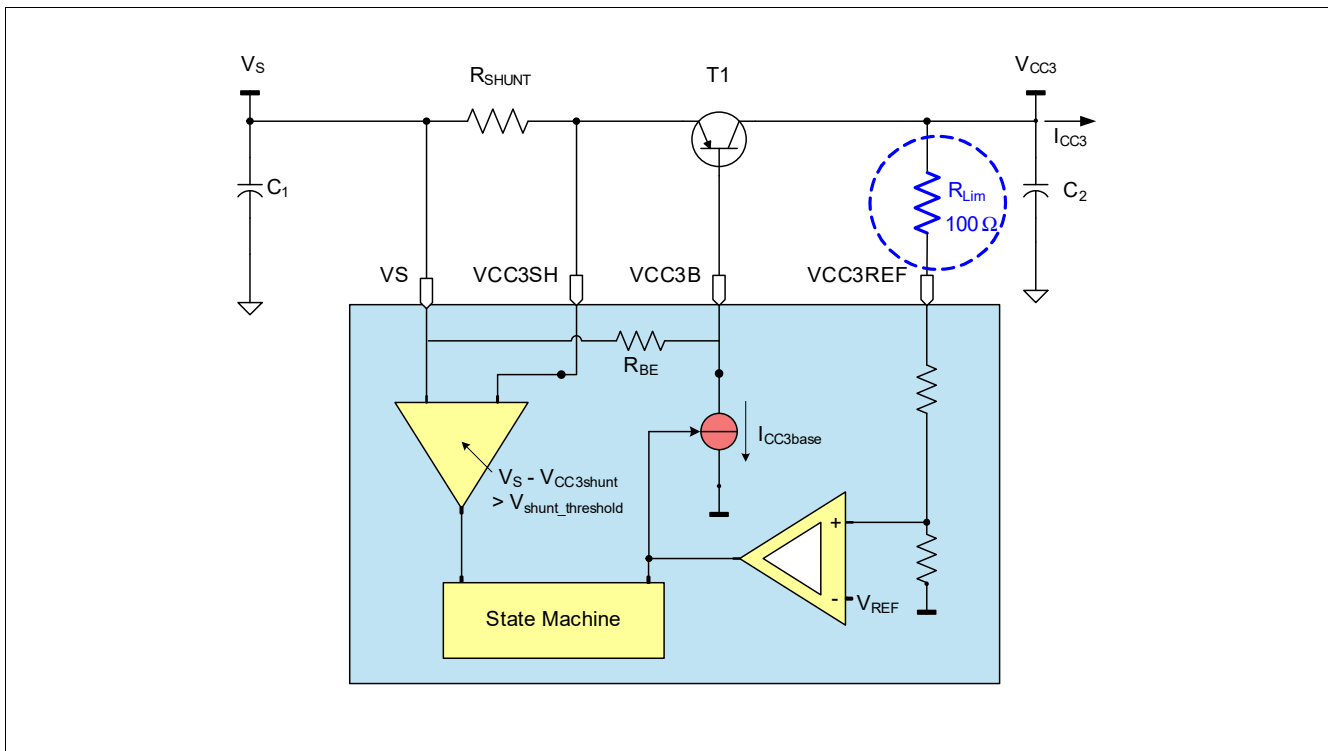 VS
RSHUNT
T1
VCC3
ICC3
C1
RLim
100 Ω
C2
VS
VCC3SH
VCC3B
VCC3REF
RBE
ICC3base
VS - VCC3shunt
> Vshunt_threshold
+
-
VREF
State Machine